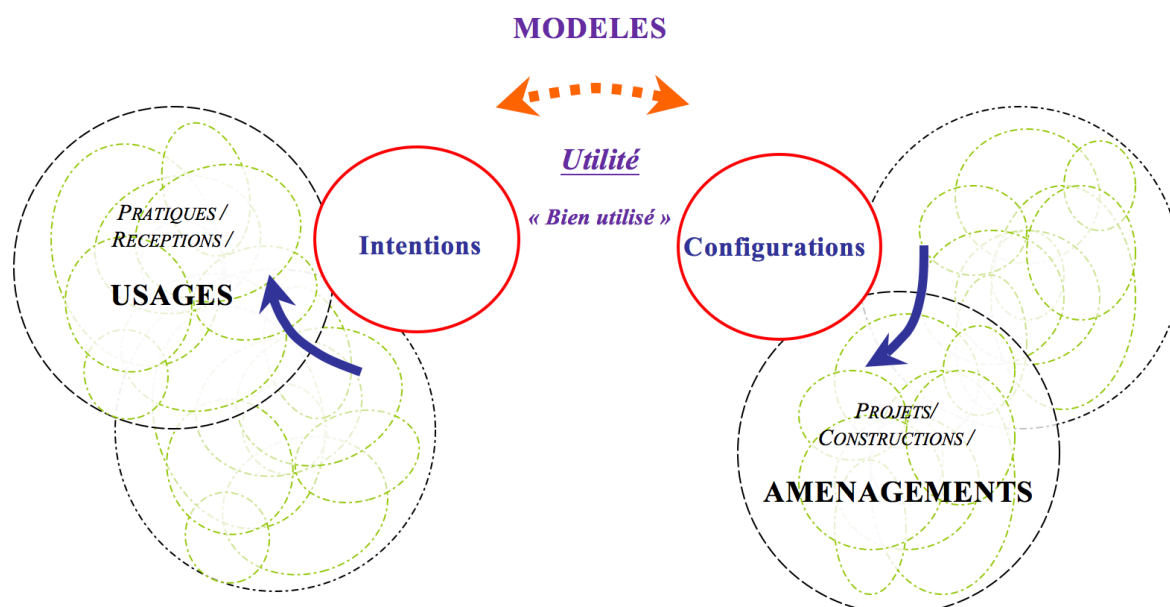 MODELES
Utilité
« Bien utilisé »
PRATIQUES /
RECEPTIONS /
USAGES
Intentions
Configurations
PROJETS/
CONSTRUCTIONS /
AMENAGEMENTS